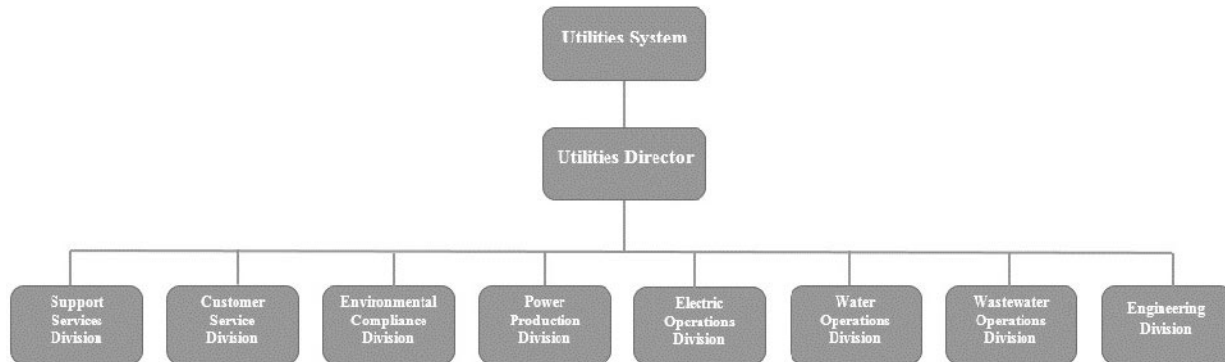 Utilities System
Utilities Director
Support
Services
Division
Customer
Service
Division
Environmental
Compliance
Division
Power
Production
Division
Electric
Operations
Division
Water
Operations
Division
Wastewater
Operations
Division
Engineering
Division